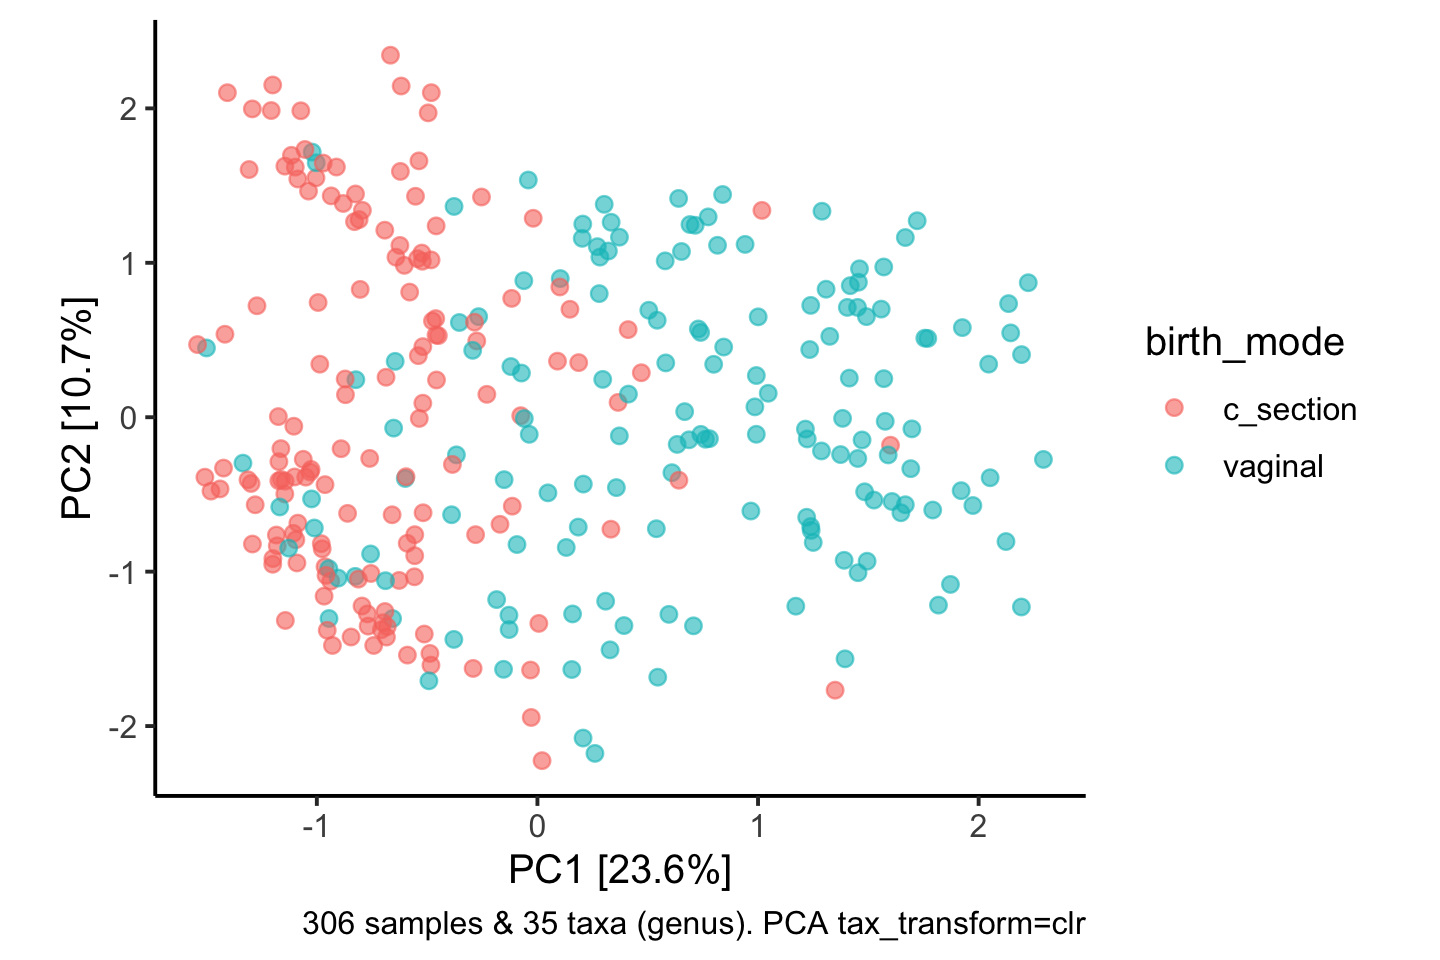 2
1
0
-1
-2
PC2 [10.7%]
-1 0 1 2
PC1 [23.6%]
306 samples & 35 taxa (genus). PCA tax_transform=clr
birth_mode
c_section
vaginal